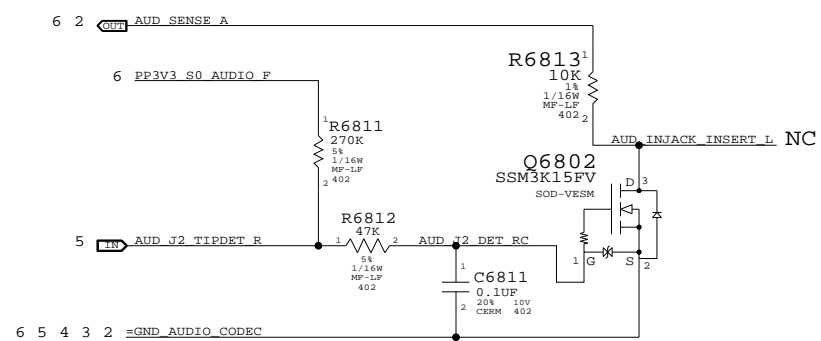 6 2 OUT AUD_SENSE_A
6 PP3V3_S0_AUDIO_F
1
R6811
270K
5%
1/16W
MF-LF
402
2
R6813
1
10K
1%
1/16W
MF-LF
402
2
AUD_INJACK_INSERT_L NC
Q6802
SSM3K15FV
SOD-VESM
D 3
1 G S 2
5 IN AUD_J2_TIPDET_R
R6812
47K
1 2
5%
1/16W
MF-LF
402
AUD_J2_DET_RC
1
C6811
0.1UF
20% 10V
CERM 402
2
6 5 4 3 2 =GND_AUDIO_CODEC